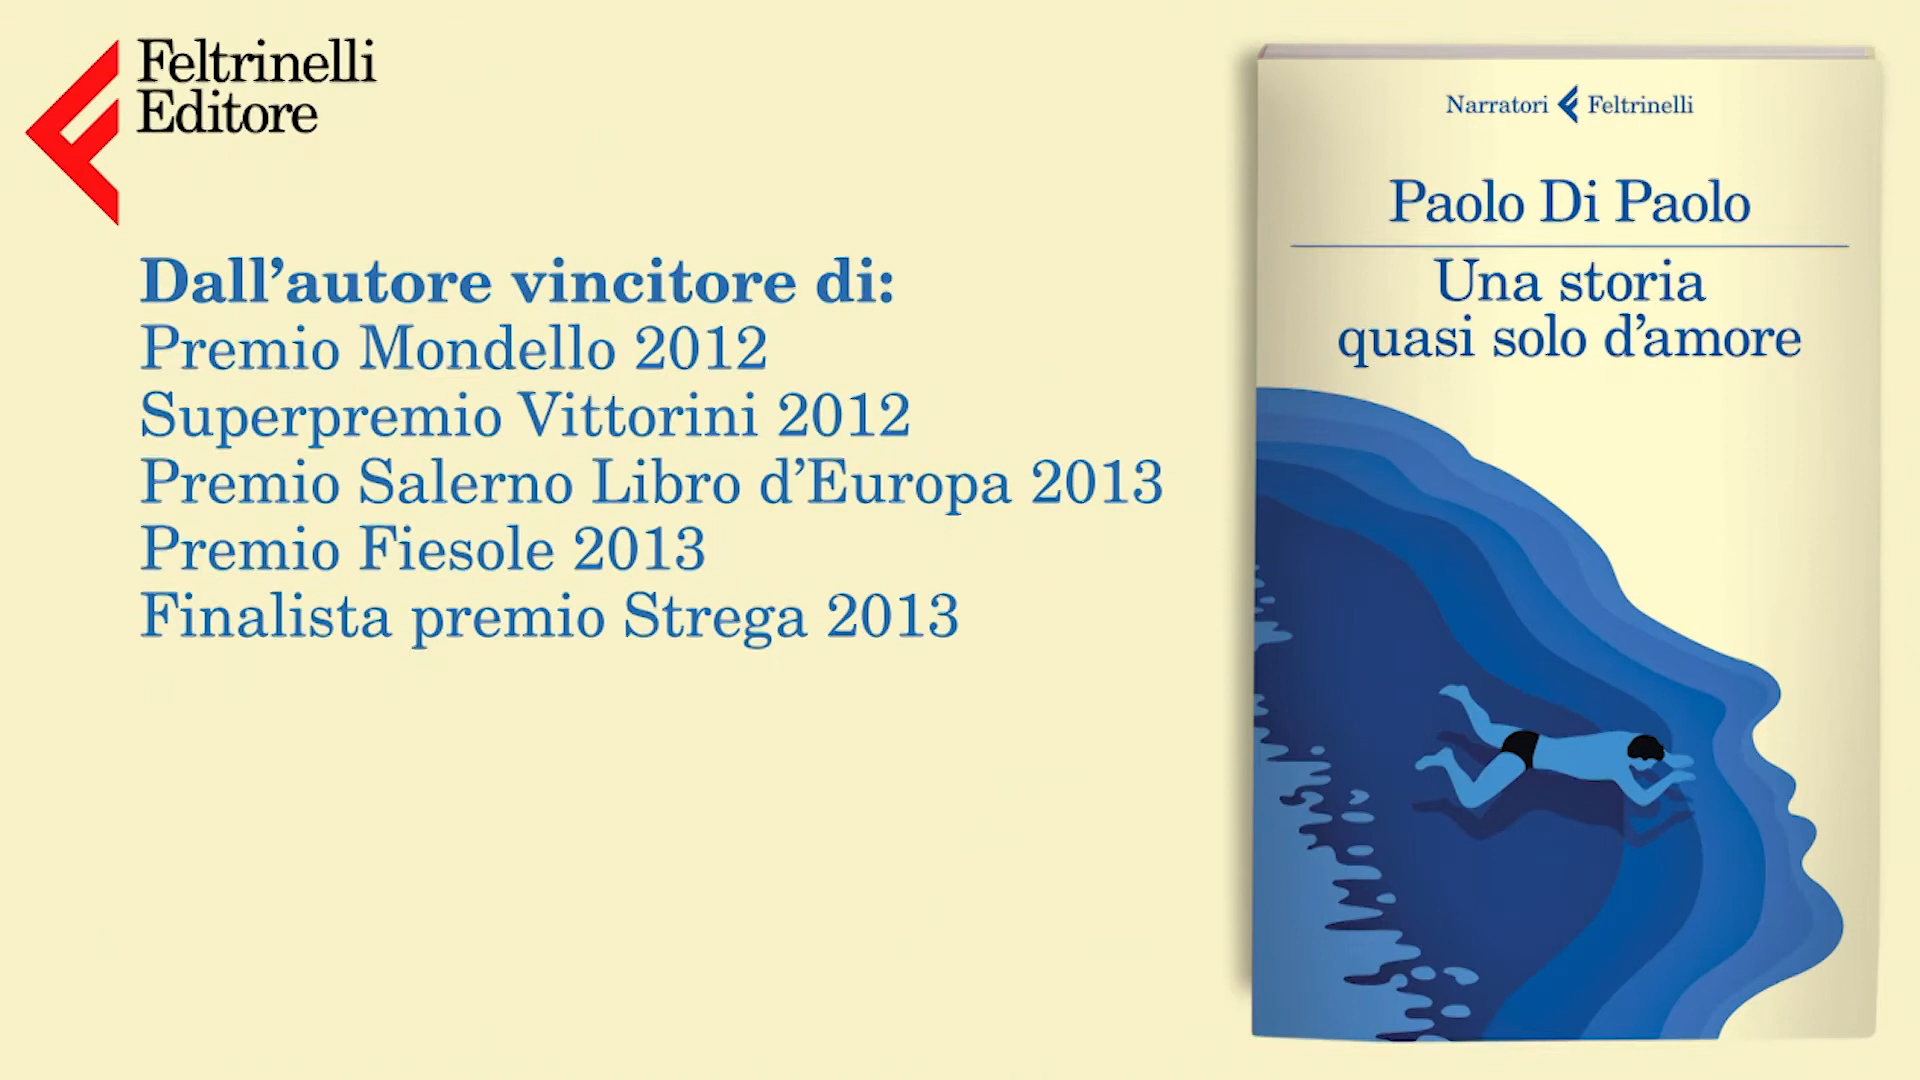 Feltrinelli
Editore
Dall’autore vincitore di:
Premio Mondello 2012
Superpremio Vittorini 2012
Premio Salerno Libro d’Europa 2013
Premio Fiesole 2013
Finalista premio Strega 2013
Narratori Feltrinelli
Paolo Di Paolo
Una storia
quasi solo d’amore